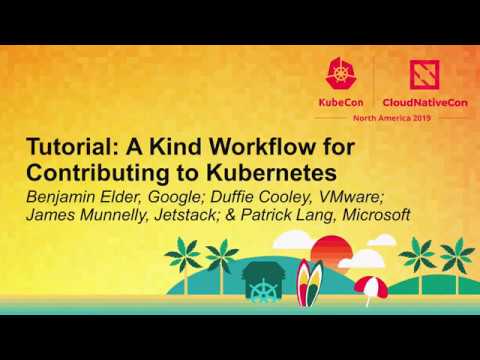 KubeCon
CloudNativeCon
North America 2019
Tutorial: A Kind Workflow for
Contributing to Kubernetes
Benjamin Elder, Google; Duffie Cooley, VMware;
James Munnelly, Jetstack; & Patrick Lang, Microsoft